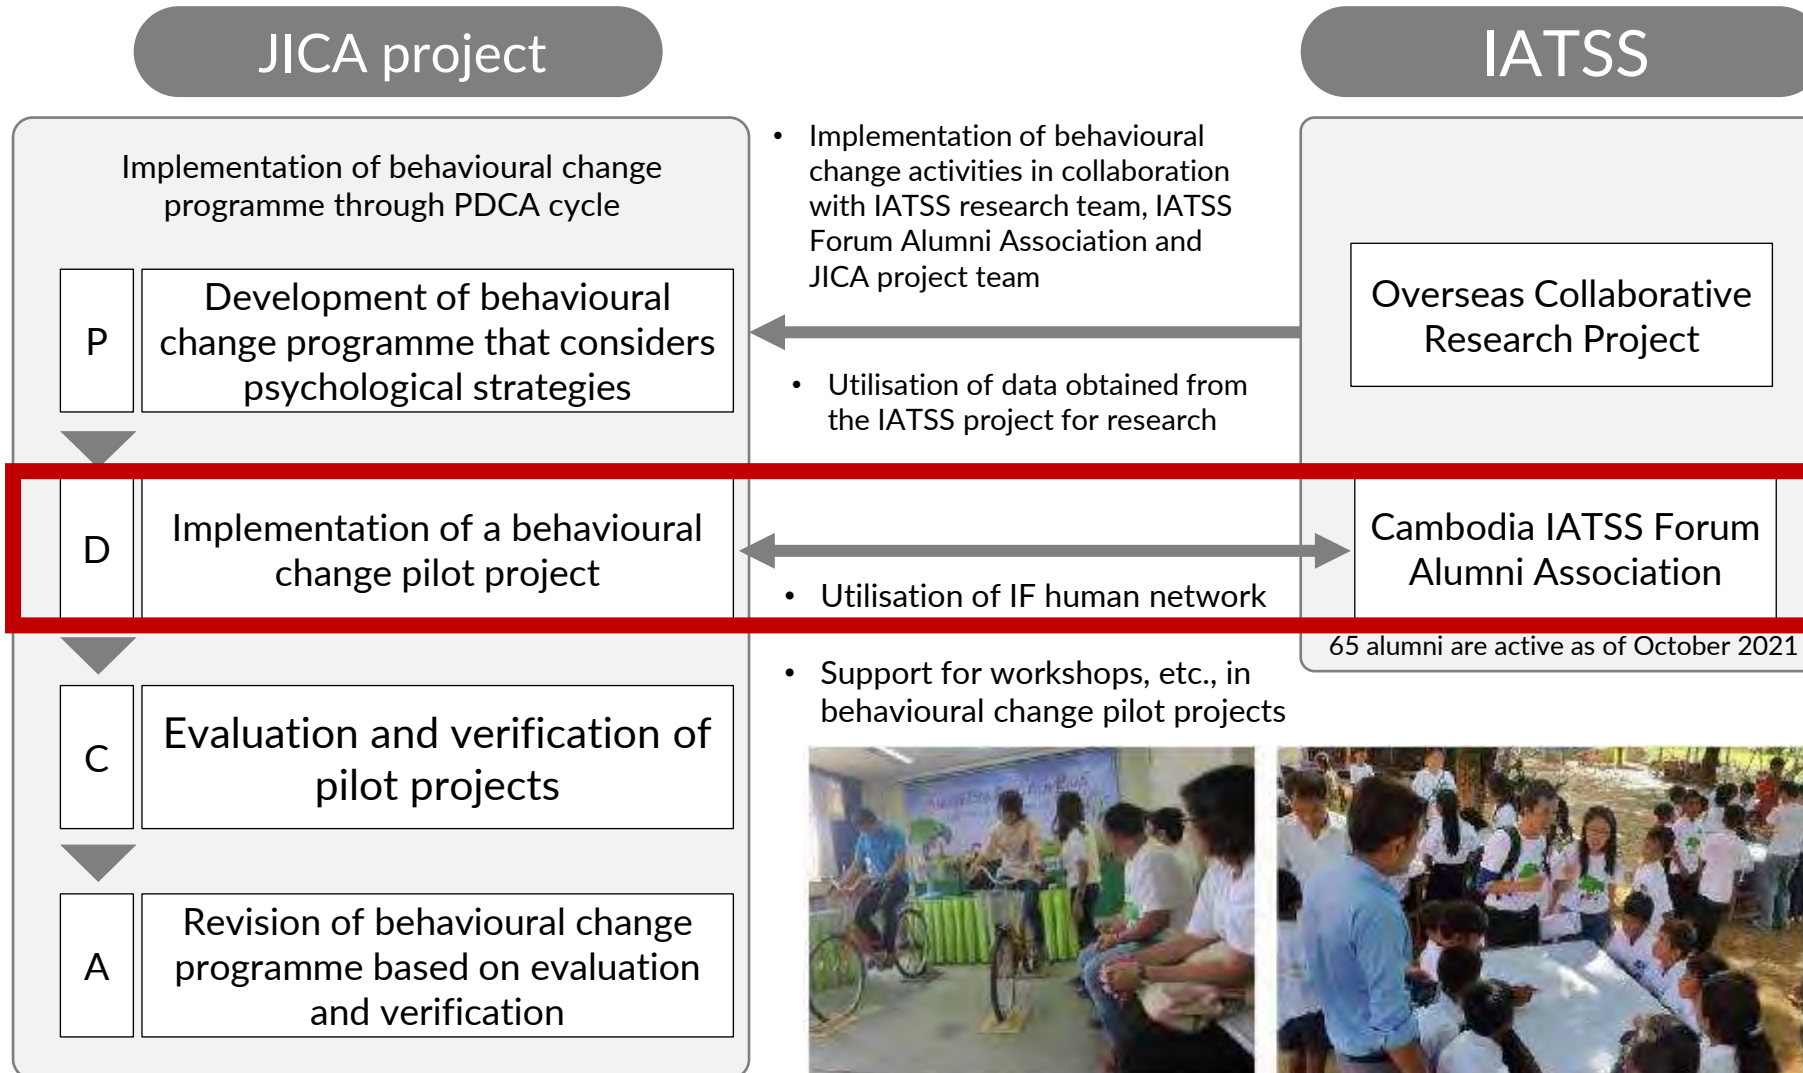 JICA project
IATSS
Implementation of behavioural change
programme through PDCA cycle
P
Development of behavioural
change programme that considers
psychological strategies
D
Implementation of a behavioural
change pilot project
C
Evaluation and verification of
pilot projects
A
Revision of behavioural change
programme based on evaluation
and verification
• Implementation of behavioural
change activities in collaboration
with IATSS research team, IATSS
Forum Alumni Association and
JICA project team
• Utilisation of data obtained from
the IATSS project for research
• Utilisation of IF human network
• Support for workshops, etc., in
behavioural change pilot projects
Overseas Collaborative
Research Project
Cambodia IATSS Forum
Alumni Association
65 alumni are active as of October 2021